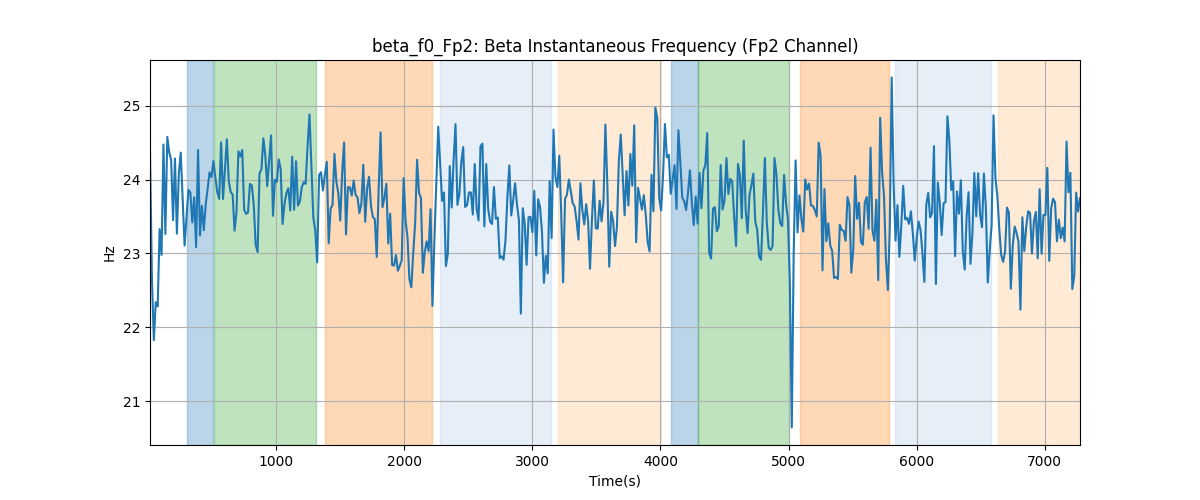 beta_f0_Fp2: Beta Instantaneous Frequency (Fp2 Channel)
25
24
23
22
21
Hz
1000 2000 3000 4000 5000 6000 7000
Time(s)